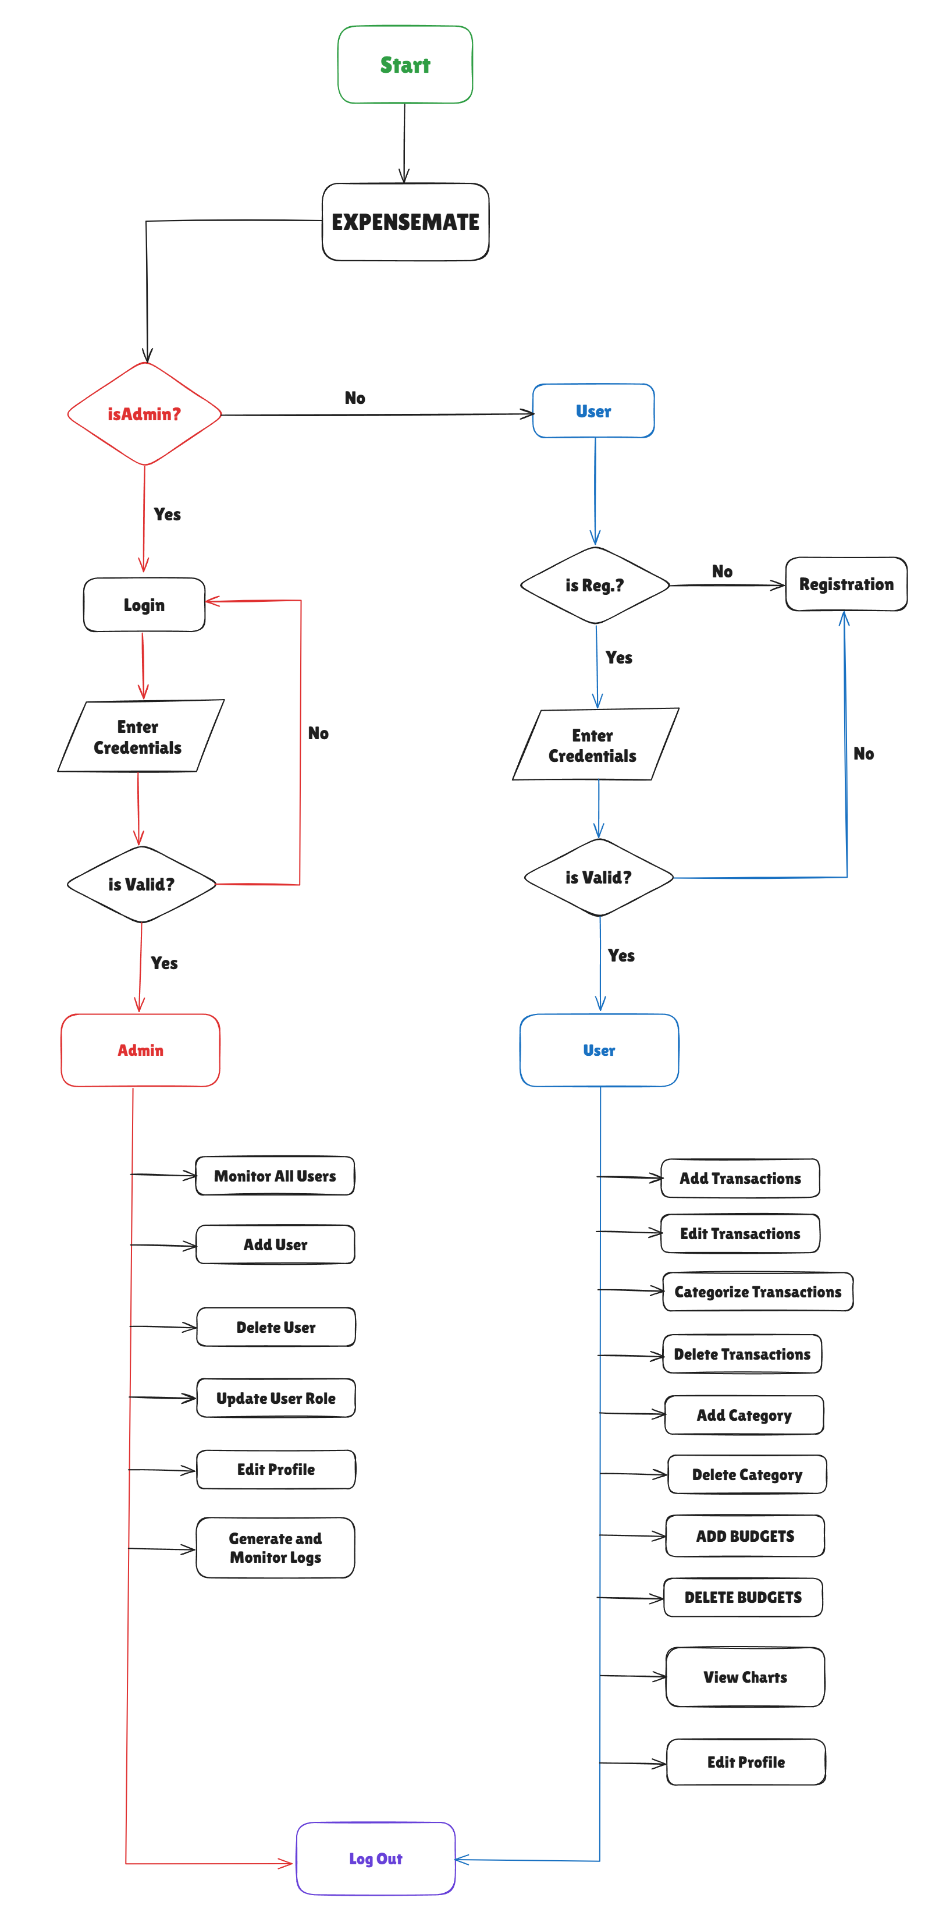 Start
EXPENSEMATE
isAdmin?
No
User
Yes
is Reg.?
No
Registration
Login
Yes
Enter
Credentials
No
Enter
Credentials
No
is Valid?
is Valid?
Yes
Yes
Admin
User
Monitor All Users
Add User
Delete User
Update User Role
Edit Profile
Generate and
Monitor Logs
Add Transactions
Edit Transactions
Categorize Transactions
Delete Transactions
Add Category
Delete Category
ADD BUDGETS
DELETE BUDGETS
View Charts
Edit Profile
Log Out